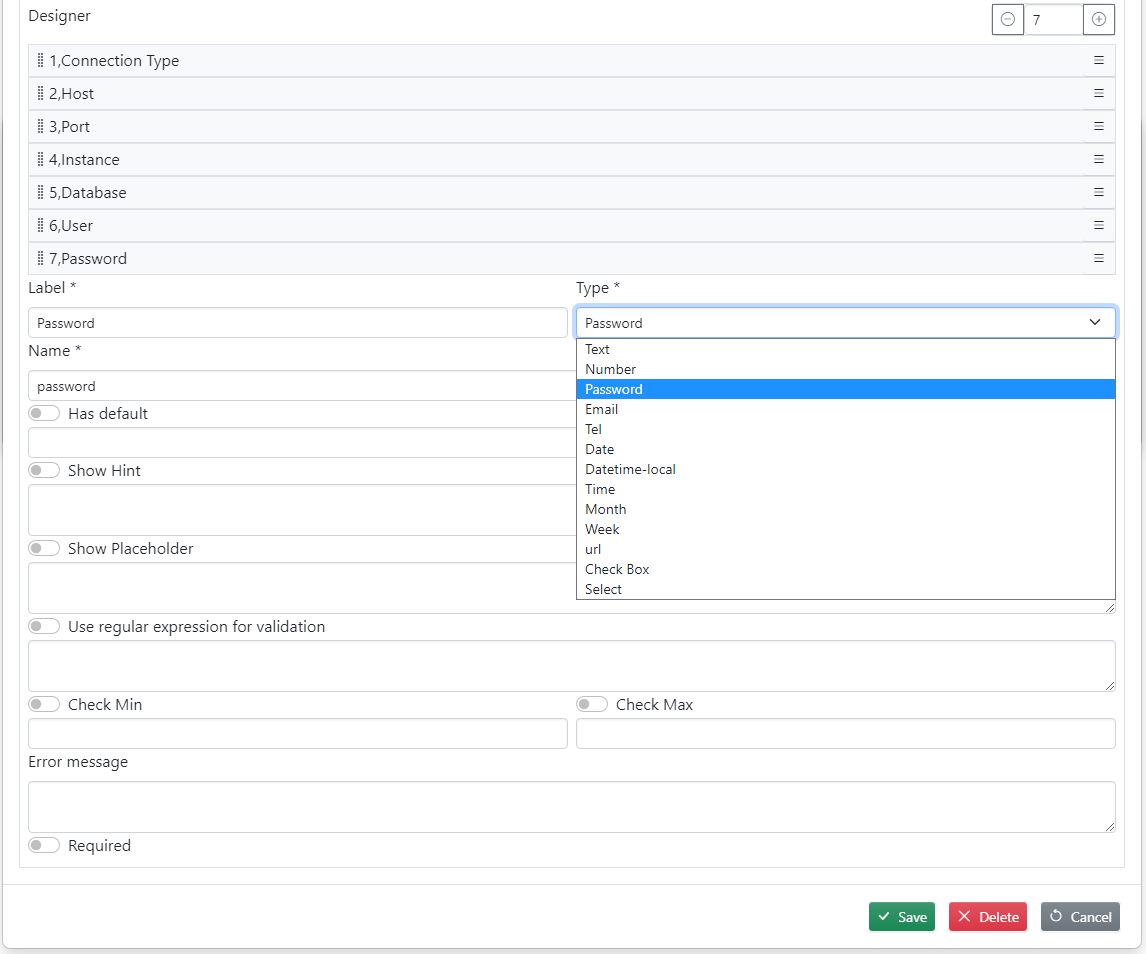 Designer
7
1,Connection Type
2,Host
3,Port
4,Instance
5,Database
6,User
7,Password
Label * Type *
Password Password
Name *
password
Text
Number
Password
Email
Tel
Date
Datetime-local
Time
Month
Week
url
Check Box
Select
Has default
Show Hint
Show Placeholder
Use regular expression for validation
Check Min Check Max
Error message
Required
Save Delete Cancel